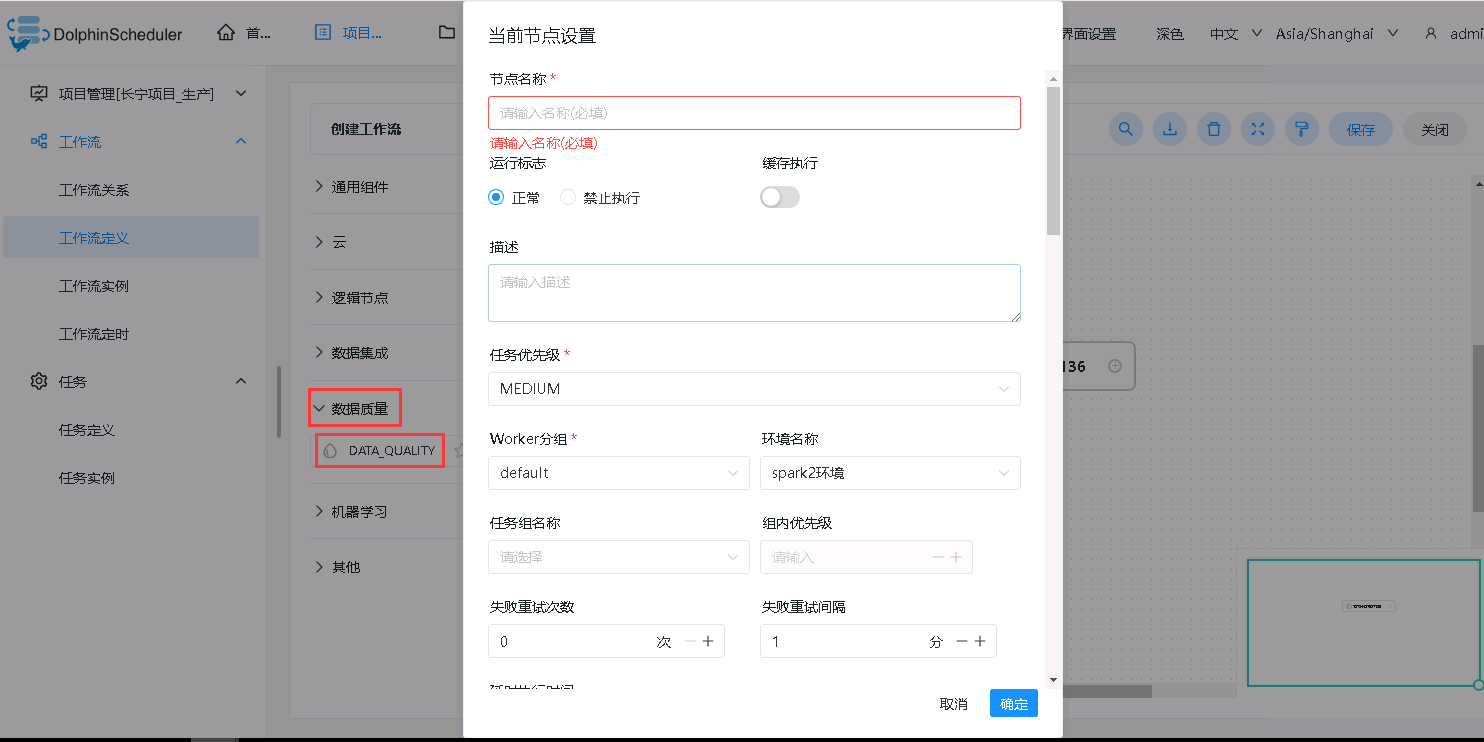 DolphinScheduler
首...
项目...
界面设置
深色
中文
Asia/Shanghai
admi
项目管理[长宁项目_生产]
工作流
工作流关系
工作流定义
工作流实例
工作流定时
任务
任务定义
任务实例
创建工作流
保存
关闭
通用组件
云
逻辑节点
数据集成
数据质量
DATA_QUALITY
机器学习
其他
136
当前节点设置
节点名称 *
请输入名称(必填)
请输入名称(必填)
运行标志
缓存执行
正常
禁止执行
描述
请输入描述
任务优先级 *
MEDIUM
Worker分组 *
环境名称
default
spark2环境
任务组名称
组内优先级
请选择
请输入
失败重试次数
失败重试间隔
0 次
1 分
延时执行时间
取消
确定